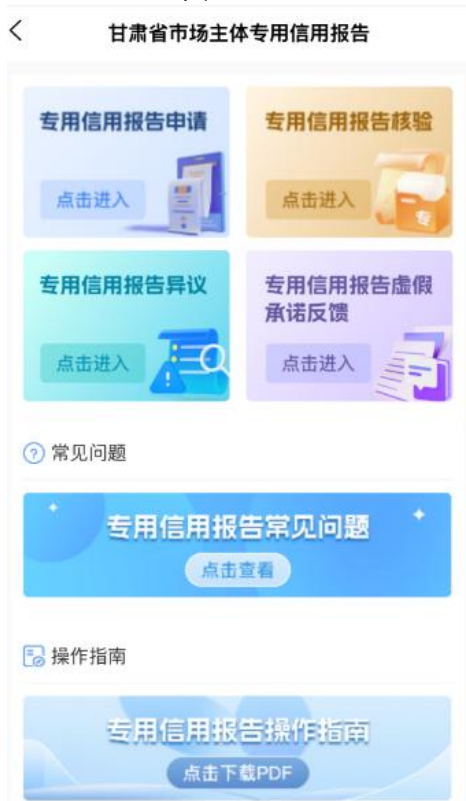 甘肃省市场主体专用信用报告
专用信用报告申请
点击进入
专用信用报告核验
点击进入
专
专用信用报告异议
点击进入
专用信用报告虚假
承诺反馈
点击进入
常见问题
专用信用报告常见问题
点击查看
操作指南
专用信用报告操作指南
点击下载PDF